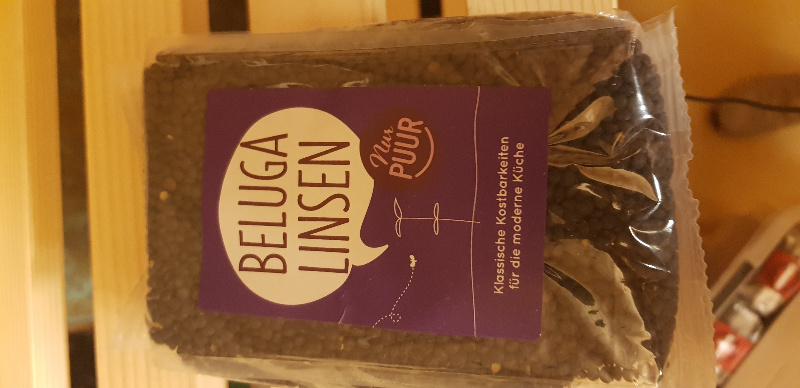 BELUGA
LINSEN
Nur
PUUR
Klassische Kostbarkeiten
für die moderne Küche